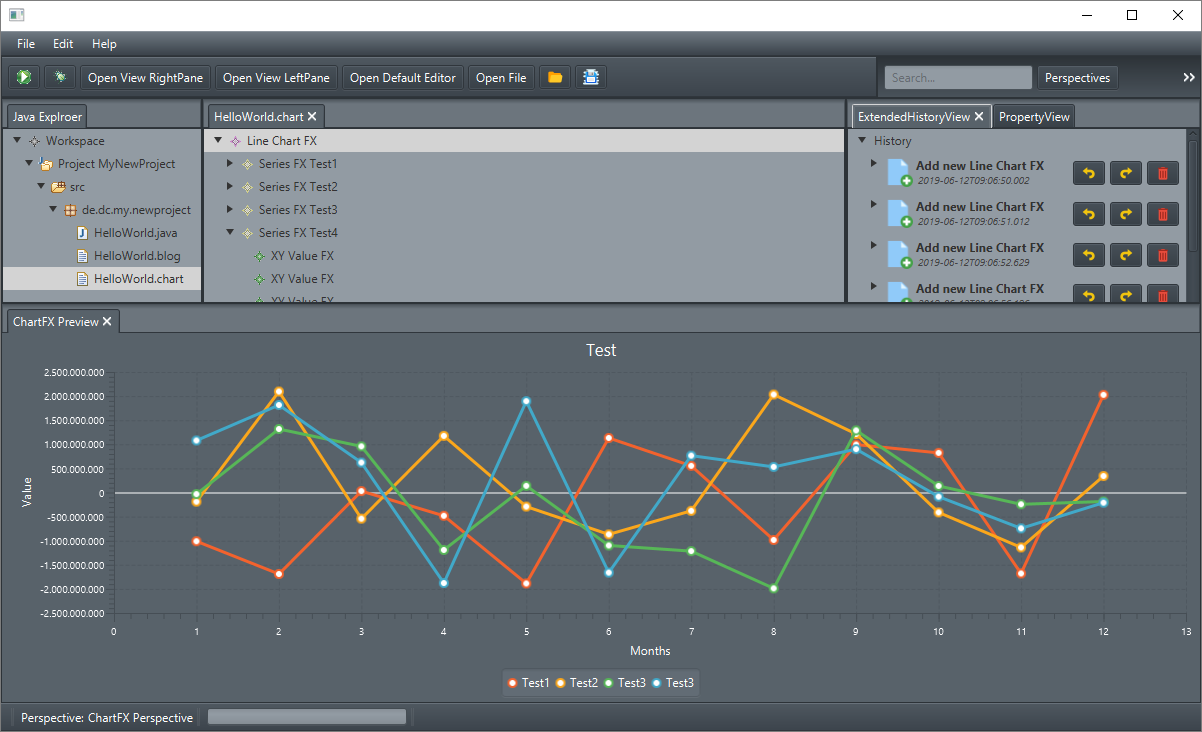 File Edit Help
Open View RightPane Open View LeftPane Open Default Editor Open File Search... Perspectives
Java Explroer
Workspace
Project MyNewProject
src
de.dc.my.newproject
HelloWorld.java
HelloWorld.blog
HelloWorld.chart
HelloWorld.chart
Line Chart FX
Series FX Test1
Series FX Test2
Series FX Test3
Series FX Test4
XY Value FX
XY Value FX
XY Value FX
ExtendedHistoryView PropertyView
History
Add new Line Chart FX
2019-06-12T09:06:50.002
Add new Line Chart FX
2019-06-12T09:06:51.012
Add new Line Chart FX
2019-06-12T09:06:52.629
Add new Line Chart FX
ChartFX Preview
Test
2.500.000.000
2.000.000.000
1.500.000.000
1.000.000.000
500.000.000
0
-500.000.000
-1.000.000.000
-1.500.000.000
-2.000.000.000
-2.500.000.000
Value
0 1 2 3 4 5 6 7 8 9 10 11 12 13
Months
Test1 Test2 Test3 Test3
Perspective: ChartFX Perspective